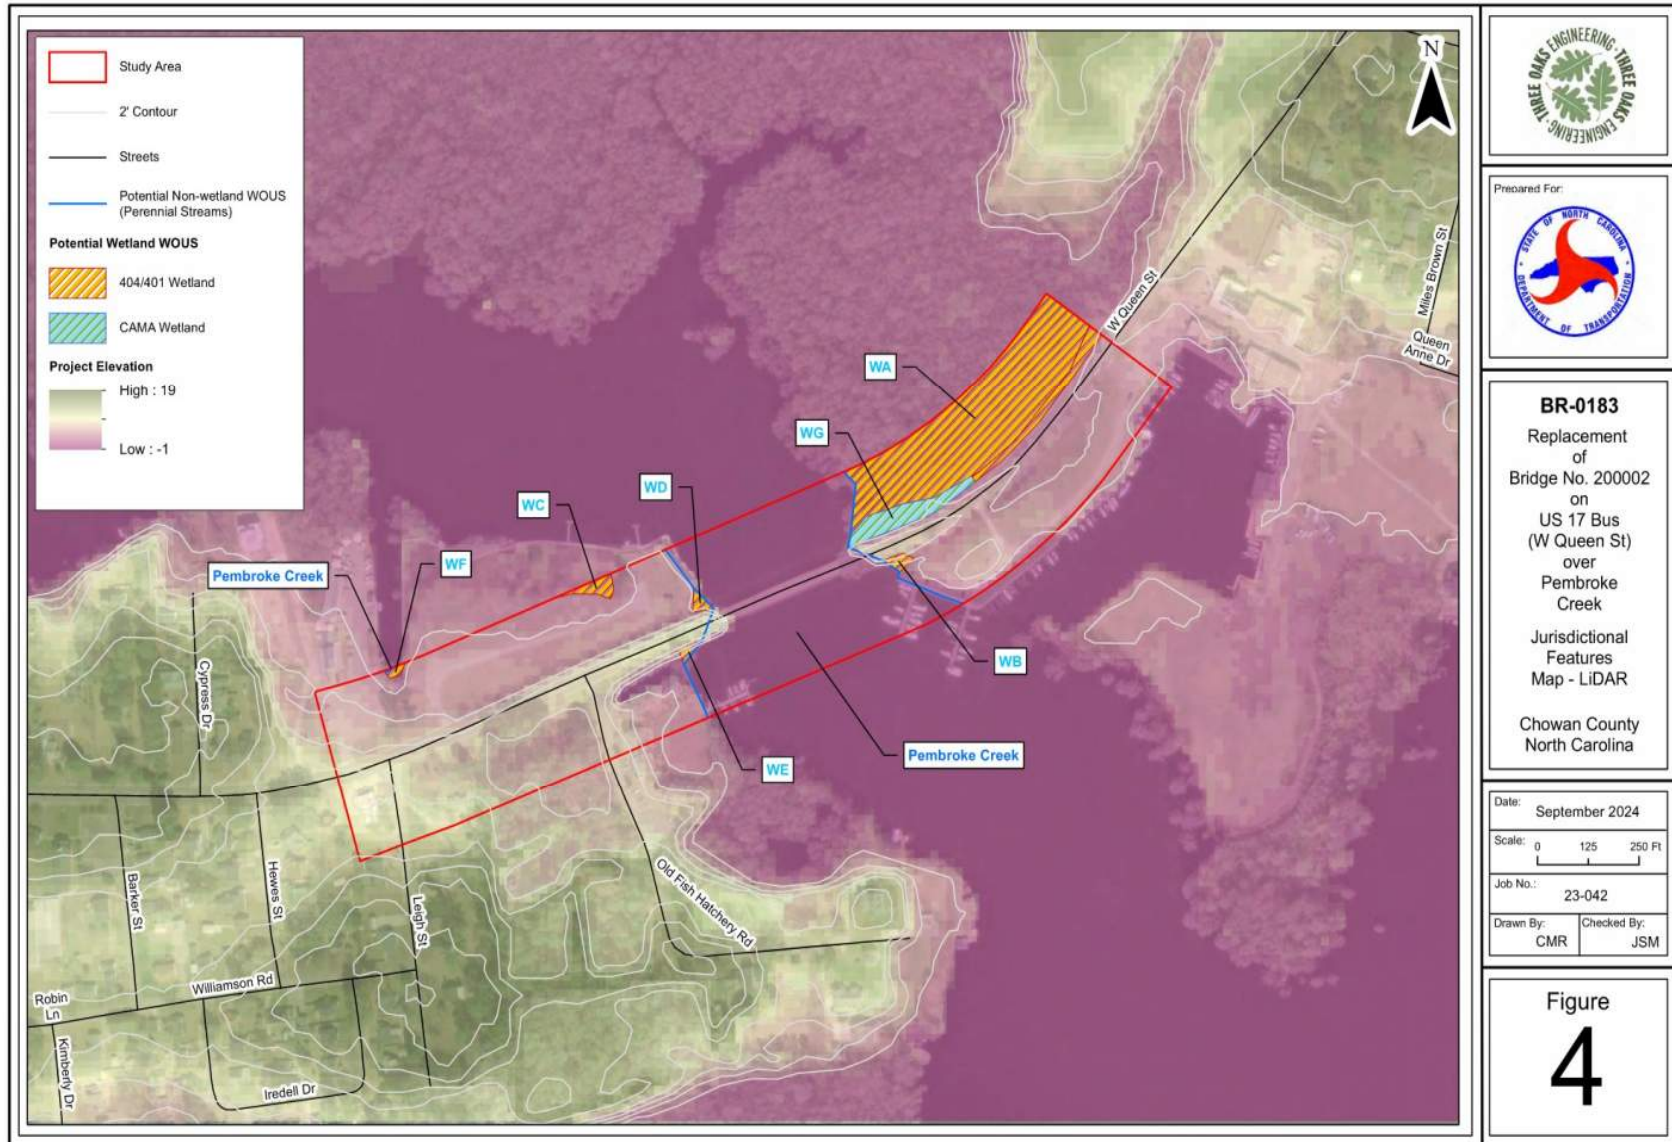 Study Area
2' Contour
Streets
Potential Non-wetland WOUS
(Perennial Streams)
Potential Wetland WOUS
404/401 Wetland
CAMA Wetland
Project Elevation
High : 19
Low : -1
N
W Queen St
Miles Brown St
Queen
Anne Dr
WA
WG
WD
WC
WF
Pembroke Creek
WB
WE
Pembroke Creek
Cypress Dr
Barker St
Hewes St
Leigh St
Old Fish Hatchery Rd
Williamson Rd
Robin
Ln
Kimberly Dr
Iredell Dr
THREE OAKS ENGINEERING · THREE OAKS ENGINEERING ·
Prepared For:
STATE OF NORTH CAROLINA
DEPARTMENT OF TRANSPORTATION
BR-0183
Replacement
of
Bridge No. 200002
on
US 17 Bus
(W Queen St)
over
Pembroke
Creek
Jurisdictional
Features
Map - LiDAR
Chowan County
North Carolina
Date: September 2024
Scale: 0 125 250 Ft
Job No.:
23-042
Drawn By: Checked By:
CMR JSM
Figure
4